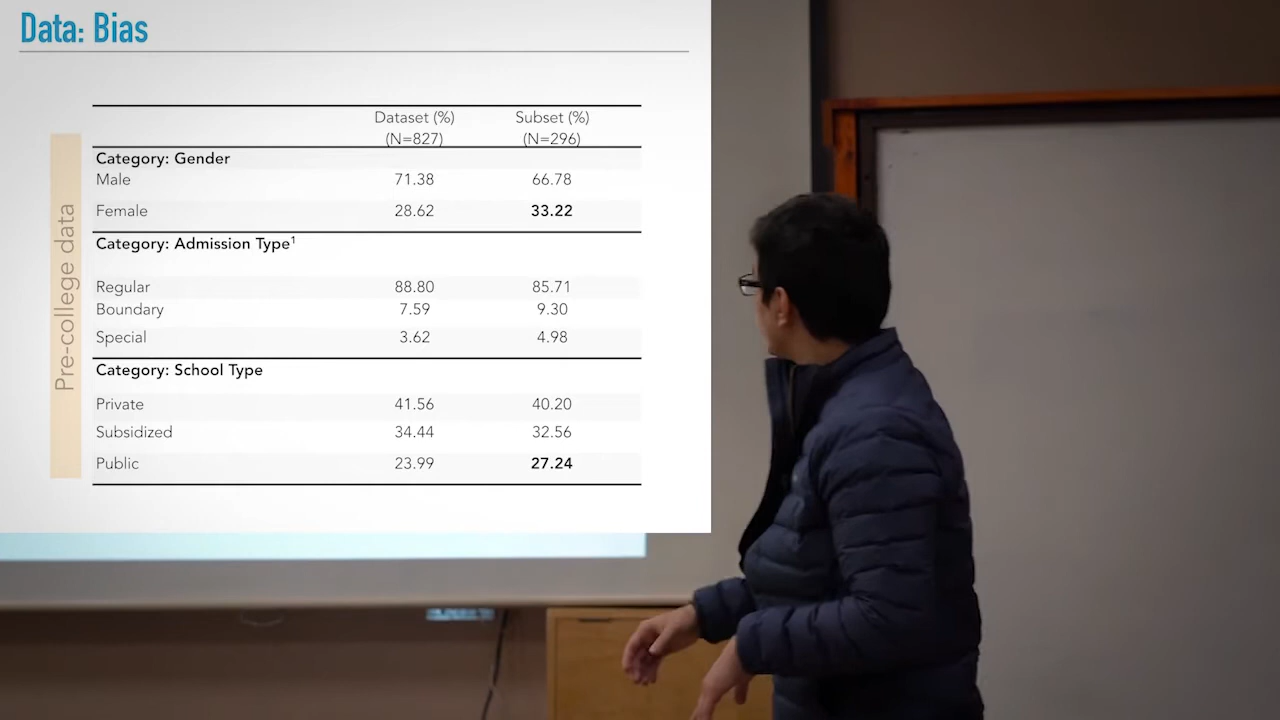 Data: Bias
Pre-college data
Dataset (%) Subset (%)
(N=827) (N=296)
Category: Gender
Male 71.38 66.78
Female 28.62 33.22
Category: Admission Type¹
Regular 88.80 85.71
Boundary 7.59 9.30
Special 3.62 4.98
Category: School Type
Private 41.56 40.20
Subsidized 34.44 32.56
Public 23.99 27.24